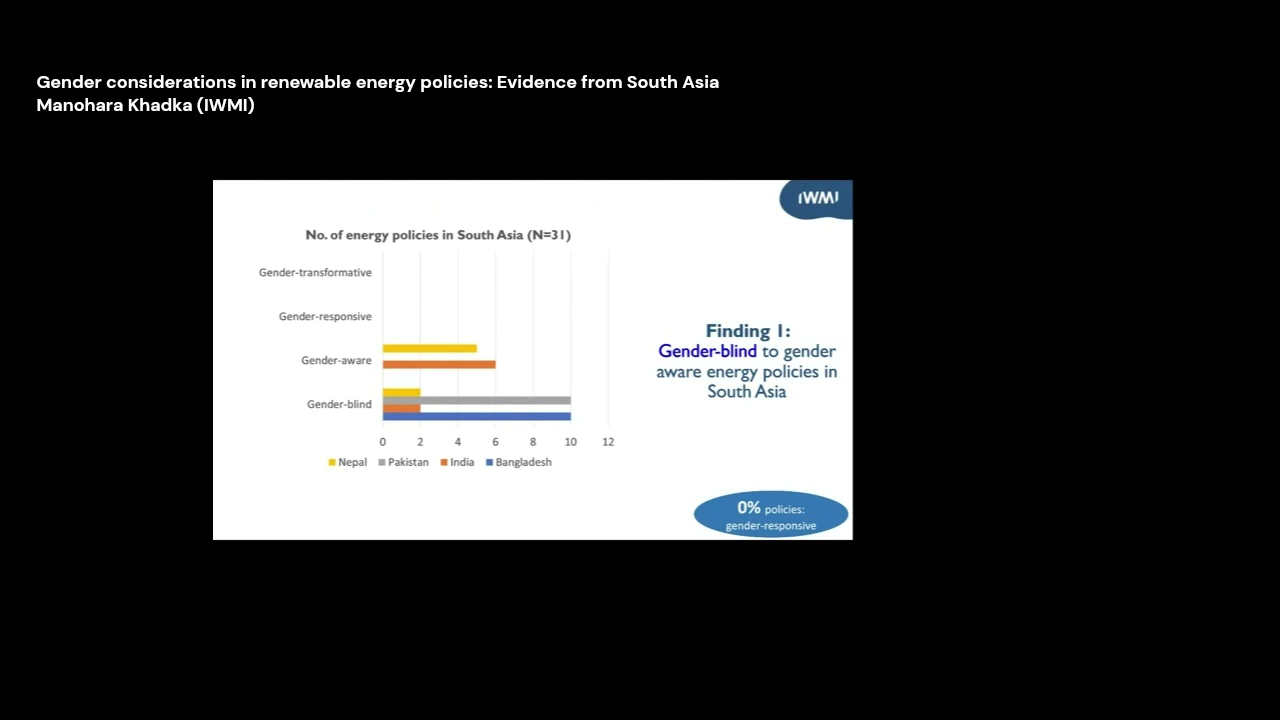 Gender considerations in renewable energy policies: Evidence from South Asia
Manohara Khadka (IWMI)
IWMI
No. of energy policies in South Asia (N=31)
Gender-transformative
Gender-responsive
Gender-aware
Gender-blind
0 2 4 6 8 10 12
Nepal Pakistan India Bangladesh
Finding 1:
Gender-blind to gender
aware energy policies in
South Asia
0% policies:
gender-responsive